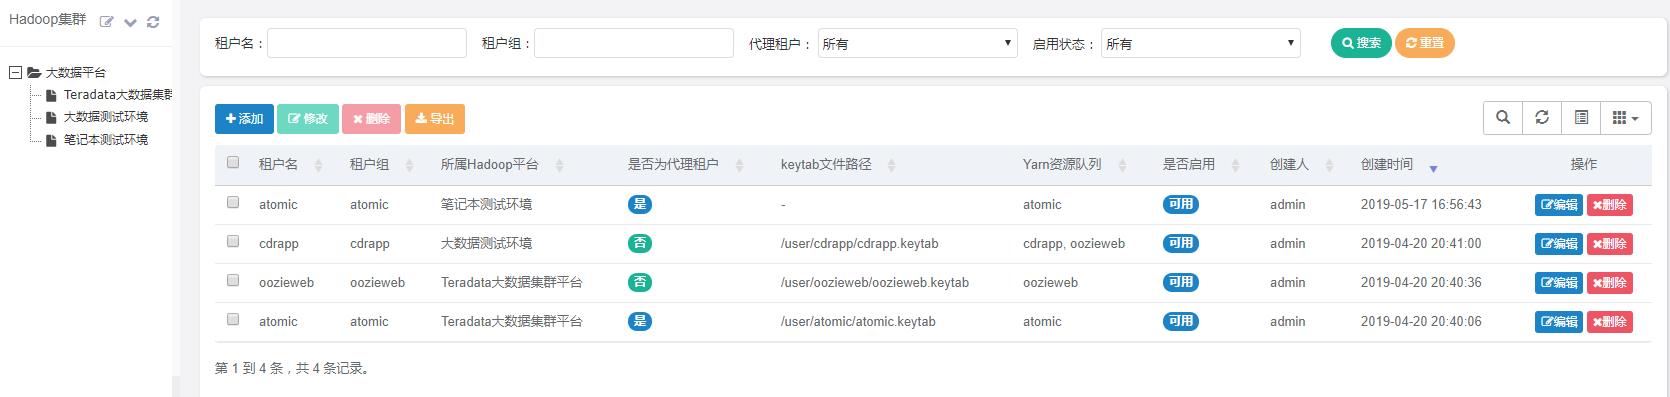 Hadoop集群
大数据平台
Teradata大数据集群
大数据测试环境
笔记本测试环境
租户名： 租户组： 代理租户： 所有 启用状态： 所有 搜索 重置
添加 修改 删除 导出
租户名 租户组 所属Hadoop平台 是否为代理租户 keytab文件路径 Yarn资源队列 是否启用 创建人 创建时间 操作
atomic atomic 笔记本测试环境 是 - atomic 可用 admin 2019-05-17 16:56:43 编辑 删除
cdrapp cdrapp 大数据测试环境 否 /user/cdrapp/cdrapp.keytab cdrapp, oozieweb 可用 admin 2019-04-20 20:41:00 编辑 删除
oozieweb oozieweb Teradata大数据集群平台 否 /user/oozieweb/oozieweb.keytab oozieweb 可用 admin 2019-04-20 20:40:36 编辑 删除
atomic atomic Teradata大数据集群平台 是 /user/atomic/atomic.keytab atomic 可用 admin 2019-04-20 20:40:06 编辑 删除
第 1 到 4 条，共 4 条记录。